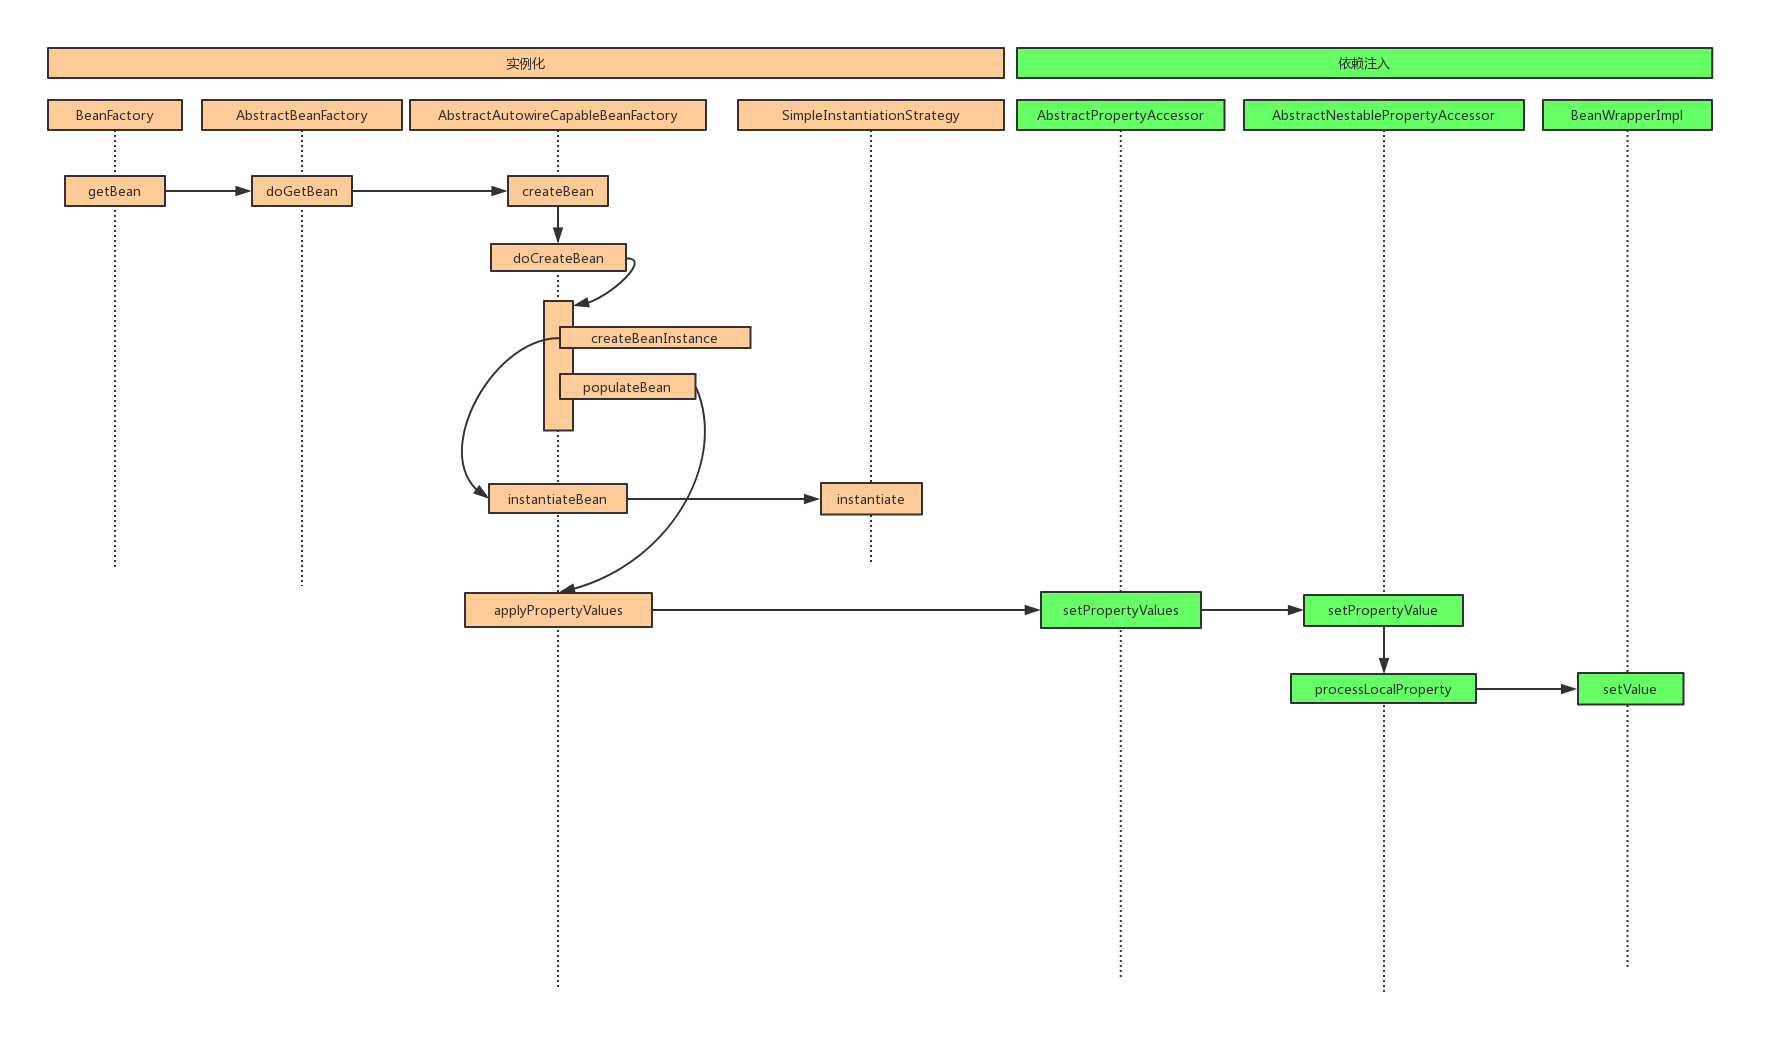 实例化
依赖注入
BeanFactory
AbstractBeanFactory
AbstractAutowireCapableBeanFactory
SimpleInstantiationStrategy
AbstractPropertyAccessor
AbstractNestablePropertyAccessor
BeanWrapperImpl
getBean
doGetBean
createBean
doCreateBean
createBeanInstance
populateBean
instantiateBean
instantiate
applyPropertyValues
setPropertyValues
setPropertyValue
processLocalProperty
setValue